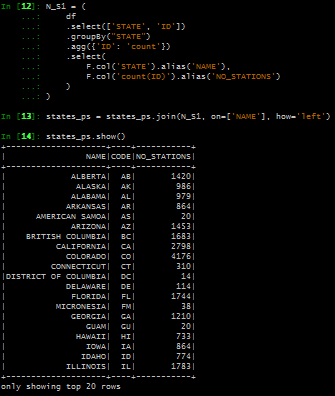 In [12]: N_S1 = (
    ...:     df
    ...:     .select(['STATE', 'ID'])
    ...:     .groupBy("STATE")
    ...:     .agg({'ID': 'count'})
    ...:     .select(
    ...:         F.col('STATE').alias('NAME'),
    ...:         F.col('count(ID)').alias('NO_STATIONS')
    ...:     )
    ...: )
In [13]: states_ps = states_ps.join(N_S1, on=['NAME'], how='left')
In [14]: states_ps.show()
+--------------------+----+-----------+
|                NAME|CODE|NO_STATIONS|
+--------------------+----+-----------+
|             ALBERTA|  AB|       1420|
|              ALASKA|  AK|        986|
|             ALABAMA|  AL|        979|
|            ARKANSAS|  AR|        864|
|      AMERICAN SAMOA|  AS|         20|
|             ARIZONA|  AZ|       1453|
|    BRITISH COLUMBIA|  BC|       1683|
|          CALIFORNIA|  CA|       2798|
|            COLORADO|  CO|       4176|
|         CONNECTICUT|  CT|        310|
|DISTRICT OF COLUMBIA|  DC|         14|
|            DELAWARE|  DE|        114|
|             FLORIDA|  FL|       1744|
|          MICRONESIA|  FM|         38|
|             GEORGIA|  GA|       1210|
|                GUAM|  GU|         20|
|              HAWAII|  HI|        733|
|                IOWA|  IA|        864|
|               IDAHO|  ID|        774|
|            ILLINOIS|  IL|       1783|
+--------------------+----+-----------+
only showing top 20 rows